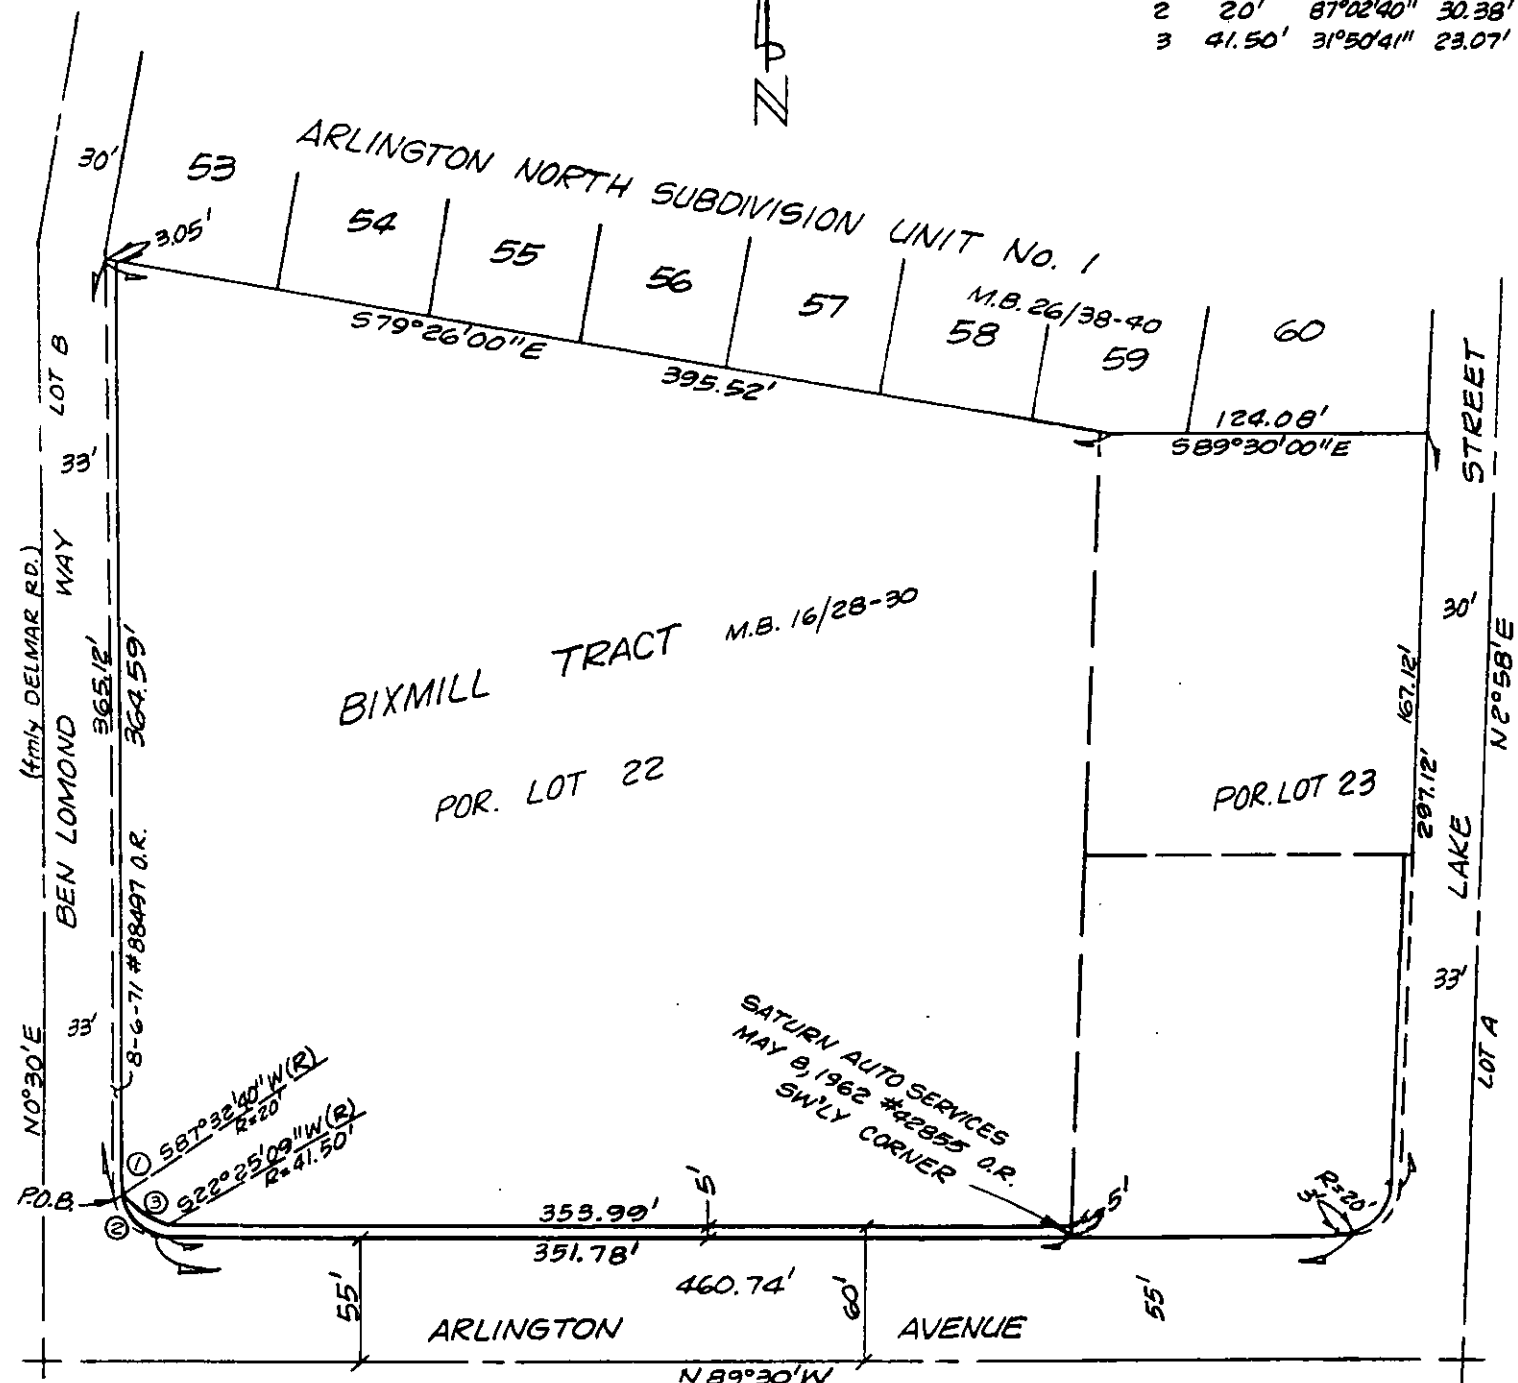 2 20' 87°02'40" 30.38'
3 41.50' 31°50'41" 23.07'
N
ARLINGTON NORTH SUBDIVISION UNIT No. 1
M.B. 26/38-40
30'
53
54
55
56
57
58
59
60
3.05'
S79°26'00"E
395.52'
124.08'
S89°30'00"E
STREET
LOT B
33'
BEN LOMOND WAY
(fmly DELMAR RD.)
365.12'
364.59'
8-6-71 #88497 O.R.
33'
N0°30'E
BIXMILL TRACT M.B. 16/28-30
POR. LOT 22
POR. LOT 23
30'
167.12'
297.12'
N2°58'E
LAKE
33'
LOT A
SATURN AUTO SERVICES
MAY 8, 1962 #42855 O.R.
SW'LY CORNER
1 S87°32'40"W(R)
R=20'
3 S22°25'09"W(R)
R=41.50'
P.O.B.
2
353.99'
5'
351.78'
5'
R=20'
3'
460.74'
55'
60'
55'
ARLINGTON AVENUE
N89°30'W